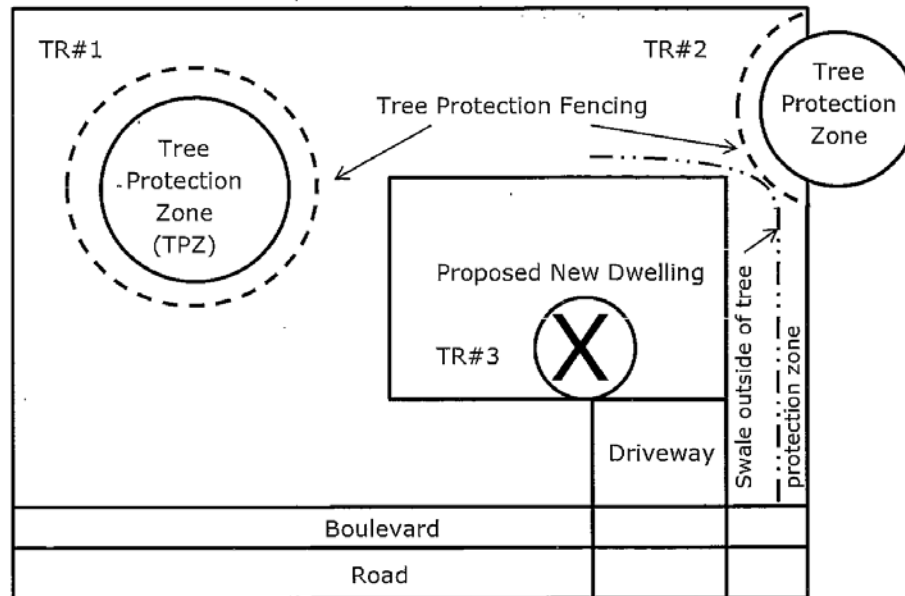 TR#1
TR#2
Tree
Protection
Zone
Tree Protection Fencing
Tree
Protection
Zone
(TPZ)
Proposed New Dwelling
TR#3
X
Swale outside of tree
protection zone
Driveway
Boulevard
Road